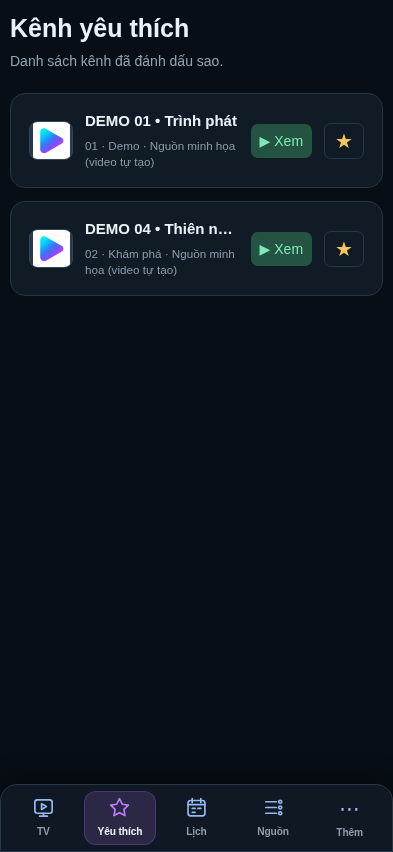 Kênh yêu thích
Danh sách kênh đã đánh dấu sao.
DEMO 01 • Trình phát
01 · Demo · Nguồn minh họa
(video tự tạo)
▶ Xem
★
DEMO 04 • Thiên n...
02 · Khám phá · Nguồn minh
họa (video tự tạo)
▶ Xem
★
TV
Yêu thích
Lịch
Nguồn
Thêm